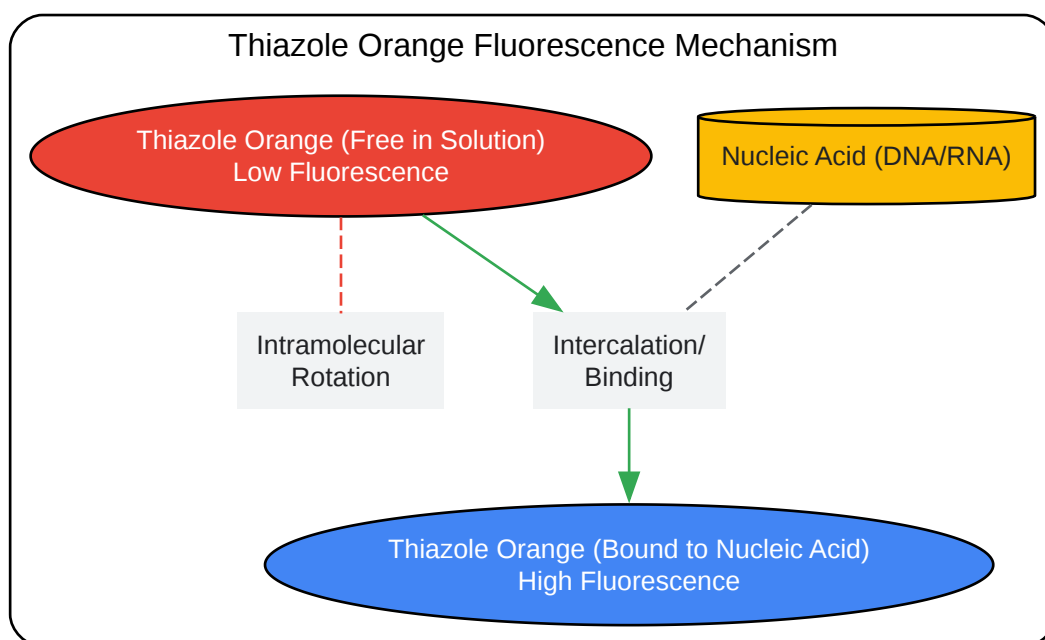 Thiazole Orange Fluorescence Mechanism
Thiazole Orange (Free in Solution)
Low Fluorescence
Nucleic Acid (DNA/RNA)
Intramolecular
Rotation
Intercalation/
Binding
Thiazole Orange (Bound to Nucleic Acid)
High Fluorescence